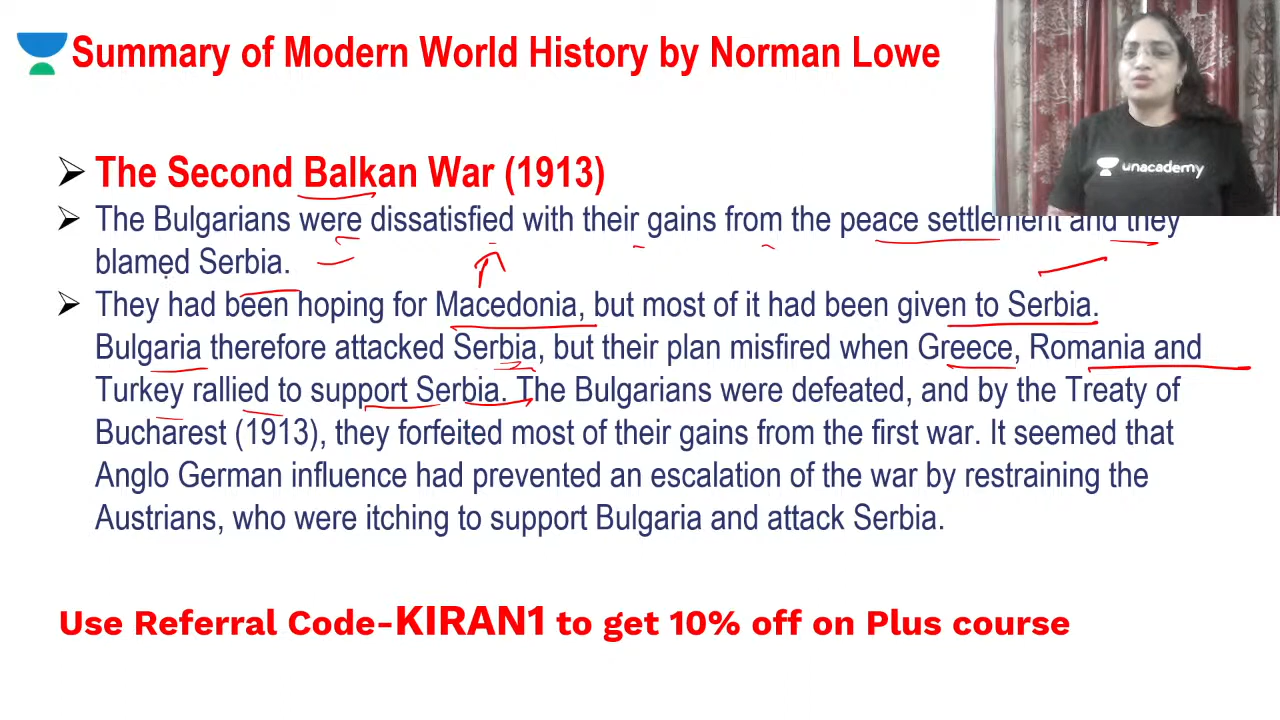 Summary of Modern World History by Norman Lowe
unacademy
The Second Balkan War (1913)
The Bulgarians were dissatisfied with their gains from the peace settlement and they
blamed Serbia.
They had been hoping for Macedonia, but most of it had been given to Serbia.
Bulgaria therefore attacked Serbia, but their plan misfired when Greece, Romania and
Turkey rallied to support Serbia. The Bulgarians were defeated, and by the Treaty of
Bucharest (1913), they forfeited most of their gains from the first war. It seemed that
Anglo German influence had prevented an escalation of the war by restraining the
Austrians, who were itching to support Bulgaria and attack Serbia.
Use Referral Code-KIRAN1 to get 10% off on Plus course